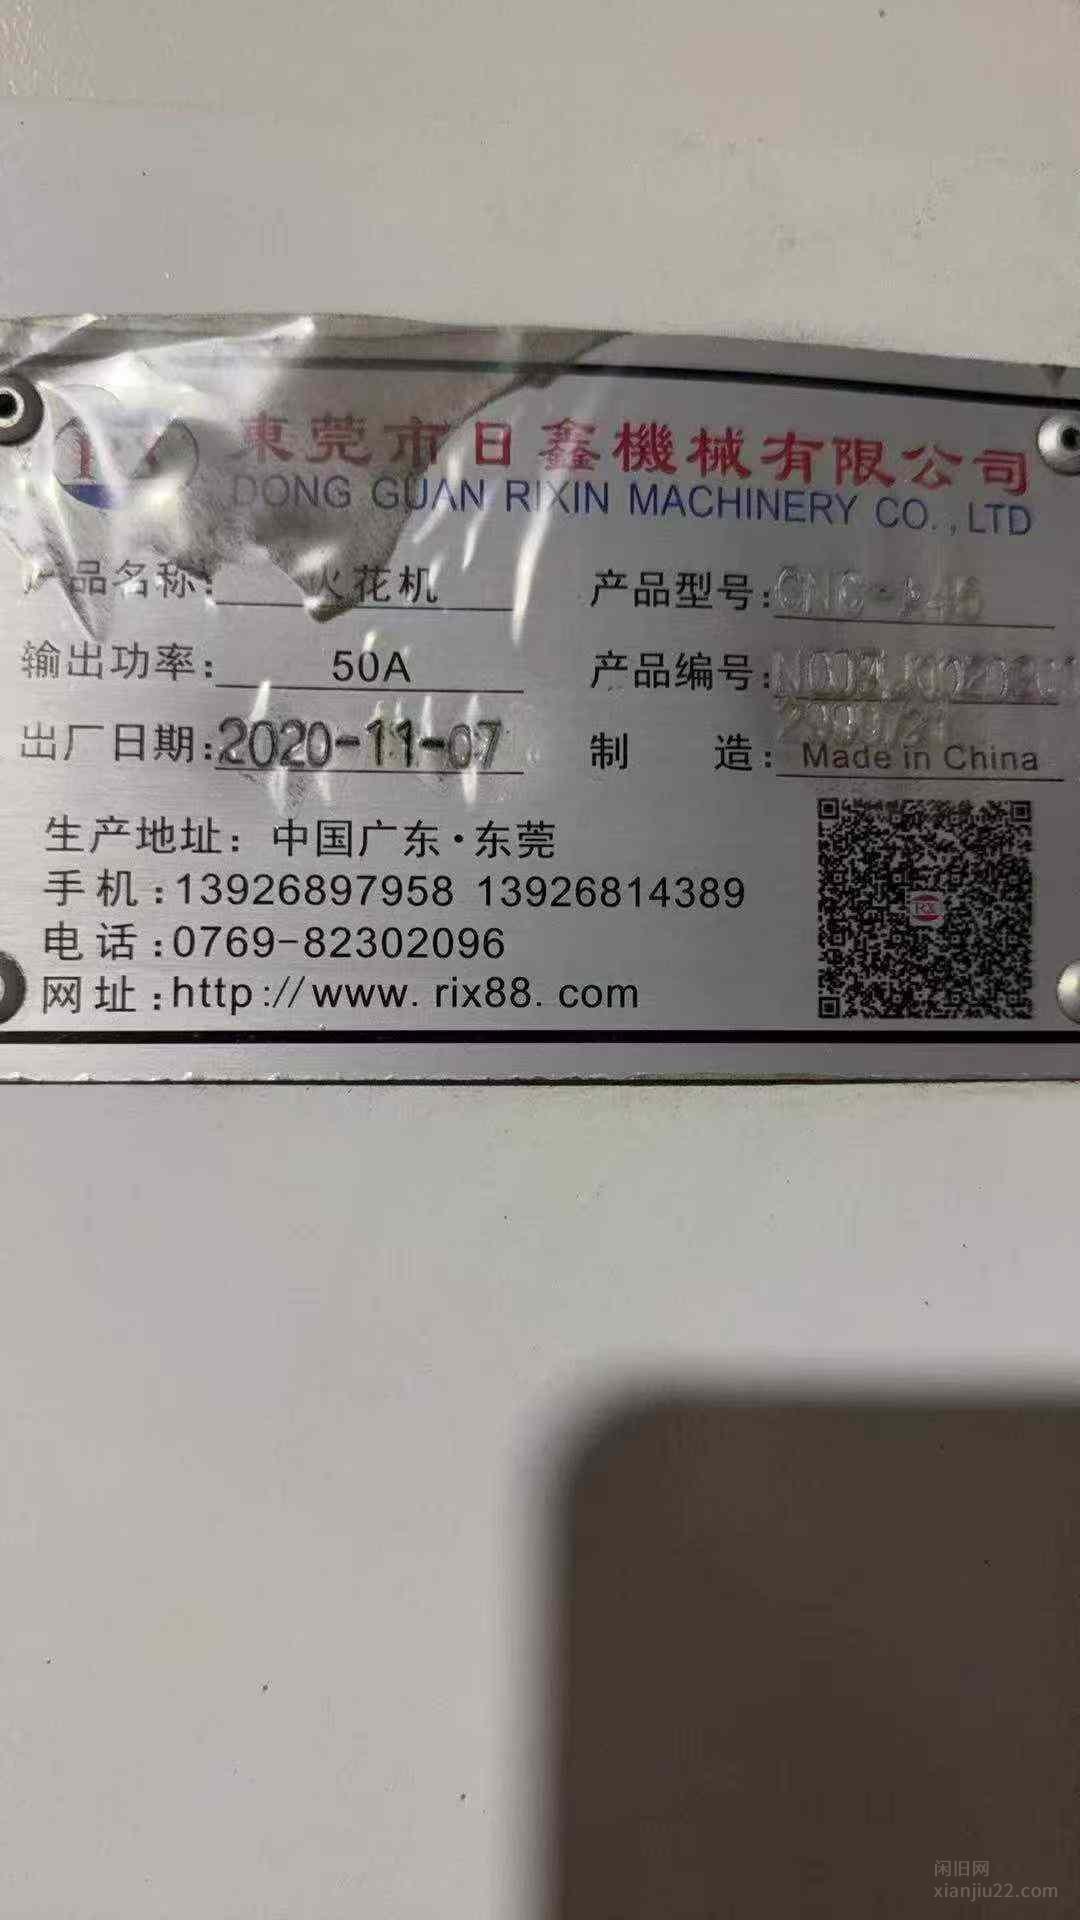 東莞市日鑫機械有限公司
DONG GUAN RIXIN MACHINERY CO.,LTD
产品名称: 火花机
产品型号:
输出功率: 50A
产品编号:
出厂日期: 2020-11-07
制 造: Made in China
生产地址: 中国广东·东莞
手机:13926897958 13926814389
电话:0769-82302096
网址:http://www.rix88.com
RX
闲旧网
xianjiu22.com